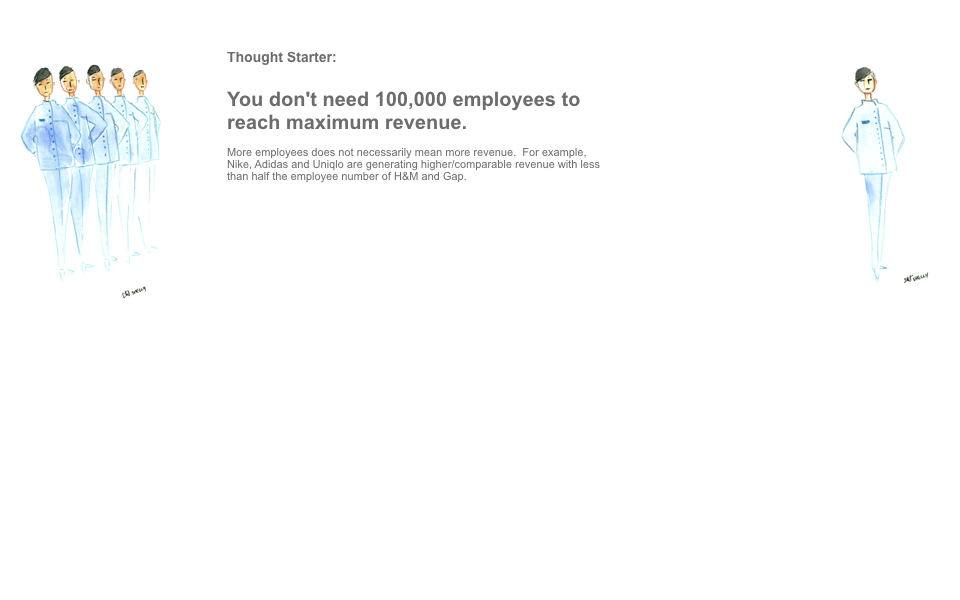 Thought Starter:
You don't need 100,000 employees to
reach maximum revenue.
More employees does not necessarily mean more revenue.  For example,
Nike, Adidas and Uniqlo are generating higher/comparable revenue with less
than half the employee number of H&M and Gap.